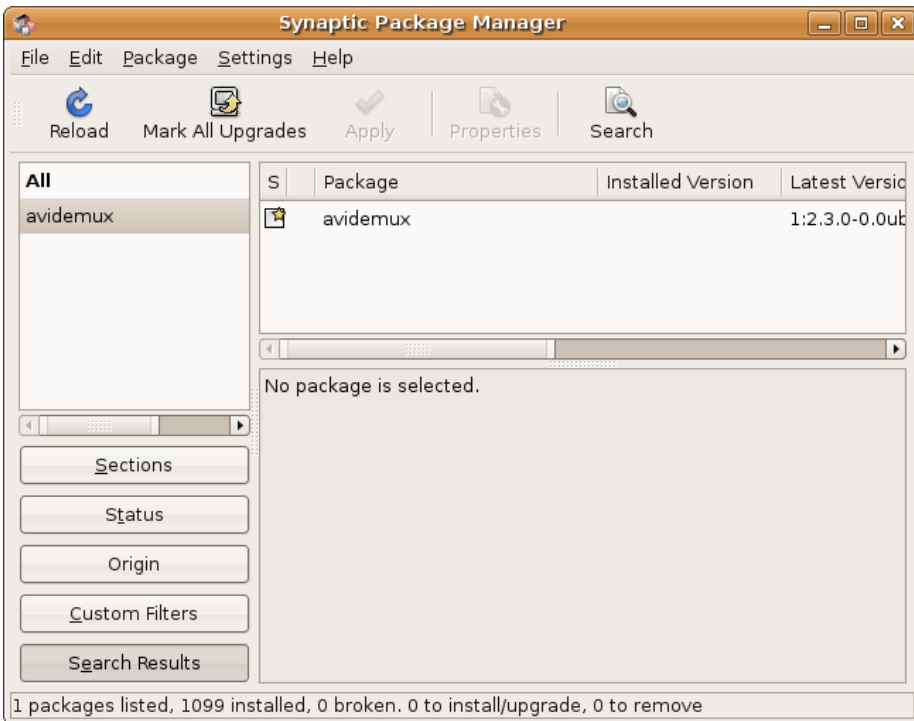 Synaptic Package Manager
File Edit Package Settings Help
Reload Mark All Upgrades Apply Properties Search
All
avidemux
S Package Installed Version Latest Versio
avidemux 1:2.3.0-0.0ub
No package is selected.
Sections
Status
Origin
Custom Filters
Search Results
1 packages listed, 1099 installed, 0 broken. 0 to install/upgrade, 0 to remove